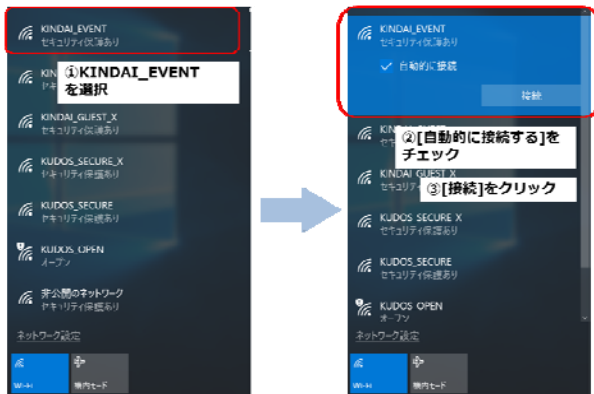 KINDAI_EVENT
セキュリティ保護あり
①KINDAI_EVENT
を選択
KIN
KINDAI_GUEST_X
セキュリティ保護あり
KUDOS_SECURE_X
セキュリティ保護あり
KUDOS_SECURE
セキュリティ保護あり
KUDOS_OPEN
オープン
非公開のネットワーク
セキュリティ保護あり
ネットワーク設定
Wi-Fi
機内モード
KINDAI_EVENT
セキュリティ保護あり
自動的に接続
接続
②[自動的に接続する]を
チェック
KINDAI_GUEST_X
③[接続]をクリック
セキュリティ
KUDOS_SECURE_X
セキュリティ保護あり
KUDOS_SECURE
セキュリティ保護あり
KUDOS_OPEN
オープン
ネットワーク設定
Wi-Fi
機内モード